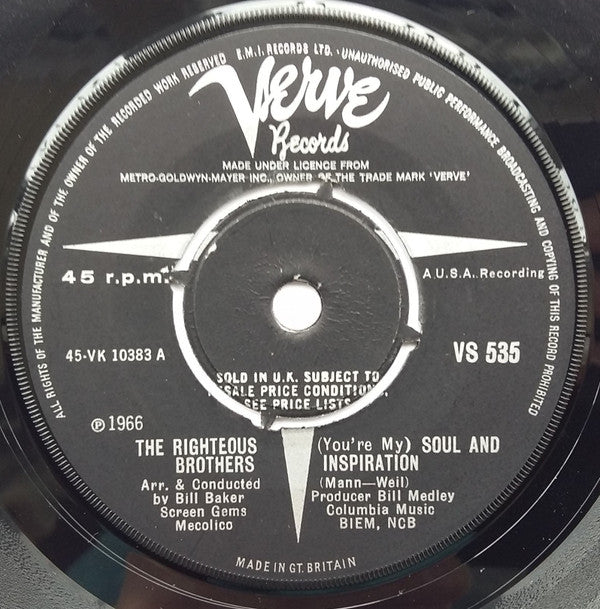 ALL RIGHTS OF THE MANUFACTURER AND OF THE OWNER OF THE RECORDED WORK RESERVED E.M.I. RECORDS LTD. · UNAUTHORISED PUBLIC PERFORMANCE BROADCASTING AND COPYING OF THIS RECORD PROHIBITED
Verve
Records
MADE UNDER LICENCE FROM
METRO-GOLDWYN-MAYER INC., OWNER OF THE TRADE MARK 'VERVE'
45 r.p.m.
A U.S.A. Recording
45-VK 10383 A
VS 535
SOLD IN U.K. SUBJECT TO
RESALE PRICE CONDITIONS,
SEE PRICE LISTS
℗ 1966
THE RIGHTEOUS
BROTHERS
Arr. & Conducted
by Bill Baker
Screen Gems
Mecolico
(You're My) SOUL AND
INSPIRATION
(Mann—Weil)
Producer Bill Medley
Columbia Music
BIEM, NCB
MADE IN GT. BRITAIN